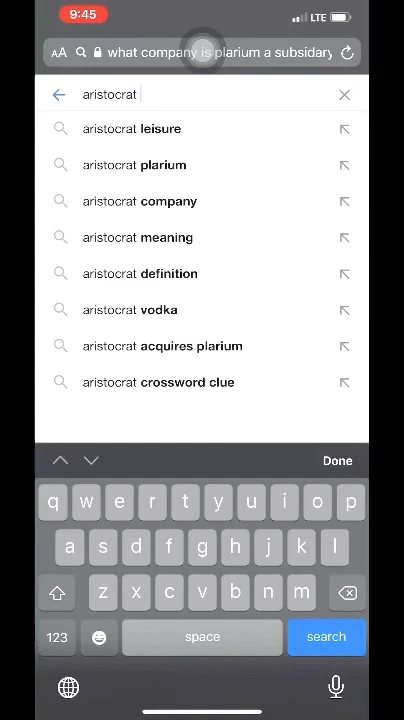 9:45
LTE
AA what company is plarium a subsidary
aristocrat
aristocrat leisure
aristocrat plarium
aristocrat company
aristocrat meaning
aristocrat definition
aristocrat vodka
aristocrat acquires plarium
aristocrat crossword clue
Done
q w e r t y u i o p
a s d f g h j k l
z x c v b n m
123 space search